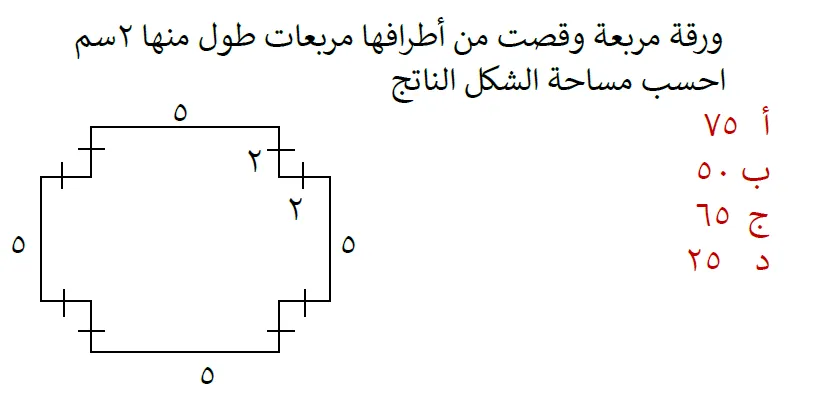 ورقة مربعة وقصت من أطرافها مربعات طول منها ٢سم
احسب مساحة الشكل الناتج
أ ٧٥
ب ٥٠
ج ٦٥
د ٢٥
٥
٢
٢
٥
٥
٥